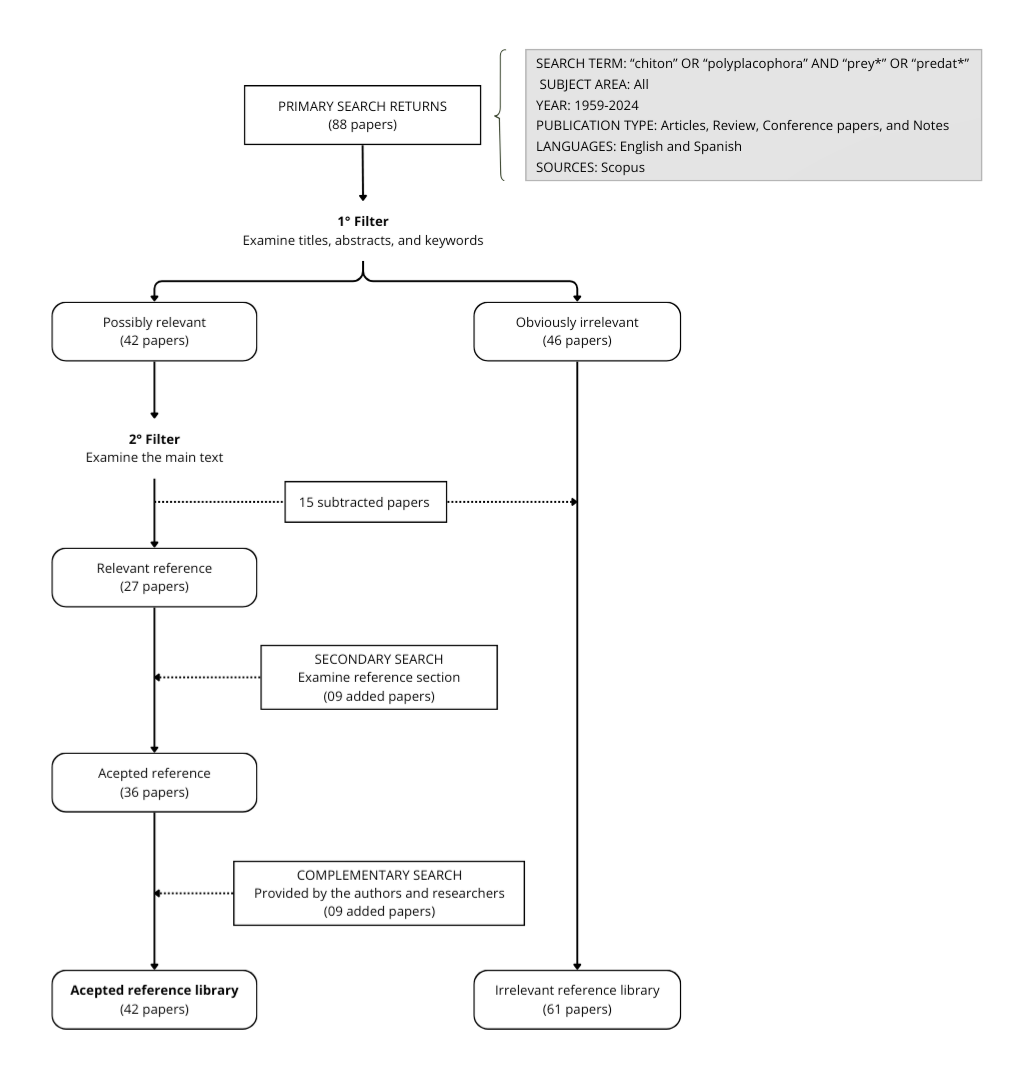 SEARCH TERM: “chiton” OR “polyplacophora” AND “prey*” OR “predat*”
SUBJECT AREA: All
YEAR: 1959-2024
PUBLICATION TYPE: Articles, Review, Conference papers, and Notes
LANGUAGES: English and Spanish
SOURCES: Scopus
PRIMARY SEARCH RETURNS
(88 papers)
1° Filter
Examine titles, abstracts, and keywords
Possibly relevant
(42 papers)
Obviously irrelevant
(46 papers)
2° Filter
Examine the main text
15 subtracted papers
Relevant reference
(27 papers)
SECONDARY SEARCH
Examine reference section
(09 added papers)
Acepted reference
(36 papers)
COMPLEMENTARY SEARCH
Provided by the authors and researchers
(09 added papers)
Acepted reference library
(42 papers)
Irrelevant reference library
(61 papers)